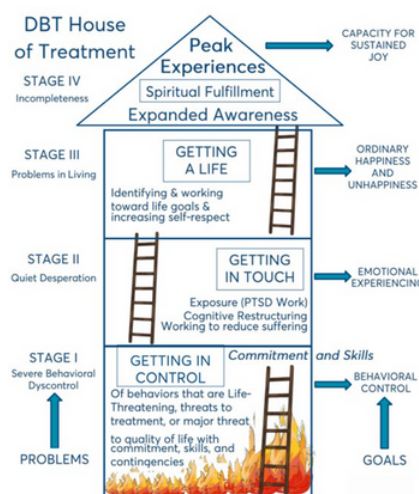 DBT House
of Treatment
Peak
Experiences
Spiritual Fulfillment
Expanded Awareness
CAPACITY FOR
SUSTAINED
JOY
STAGE IV
Incompleteness
STAGE III
Problems in Living
GETTING
A LIFE
Identifying & working
toward life goals &
increasing self-respect
ORDINARY
HAPPINESS
AND
UNHAPPINESS
STAGE II
Quiet Desperation
GETTING
IN TOUCH
Exposure (PTSD Work)
Cognitive Restructuring
Working to reduce suffering
EMOTIONAL
EXPERIENCING
STAGE I
Severe Behavioral
Dyscontrol
GETTING IN
CONTROL
Commitment and Skills
Of behaviors that are Life-
Threatening, threats to
treatment, or major threat
to quality of life with
commitment, skills, and
contingencies
BEHAVIORAL
CONTROL
PROBLEMS
GOALS